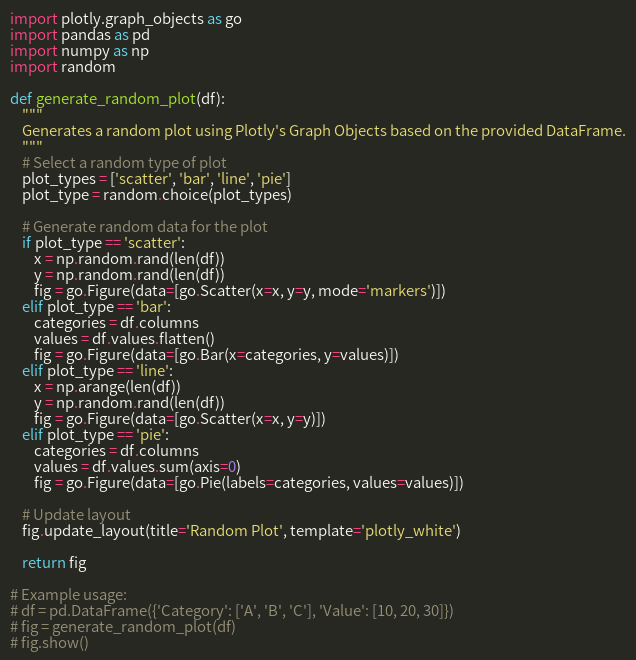 import plotly.graph_objects as go
import pandas as pd
import numpy as np
import random

def generate_random_plot(df):
    """
    Generates a random plot using Plotly's Graph Objects based on the provided DataFrame.
    """
    # Select a random type of plot
    plot_types = ['scatter', 'bar', 'line', 'pie']
    plot_type = random.choice(plot_types)

    # Generate random data for the plot
    if plot_type == 'scatter':
        x = np.random.rand(len(df))
        y = np.random.rand(len(df))
        fig = go.Figure(data=[go.Scatter(x=x, y=y, mode='markers')])
    elif plot_type == 'bar':
        categories = df.columns
        values = df.values.flatten()
        fig = go.Figure(data=[go.Bar(x=categories, y=values)])
    elif plot_type == 'line':
        x = np.arange(len(df))
        y = np.random.rand(len(df))
        fig = go.Figure(data=[go.Scatter(x=x, y=y)])
    elif plot_type == 'pie':
        categories = df.columns
        values = df.values.sum(axis=0)
        fig = go.Figure(data=[go.Pie(labels=categories, values=values)])

    # Update layout
    fig.update_layout(title='Random Plot', template='plotly_white')

    return fig

# Example usage:
# df = pd.DataFrame({'Category': ['A', 'B', 'C'], 'Value': [10, 20, 30]})
# fig = generate_random_plot(df)
# fig.show()